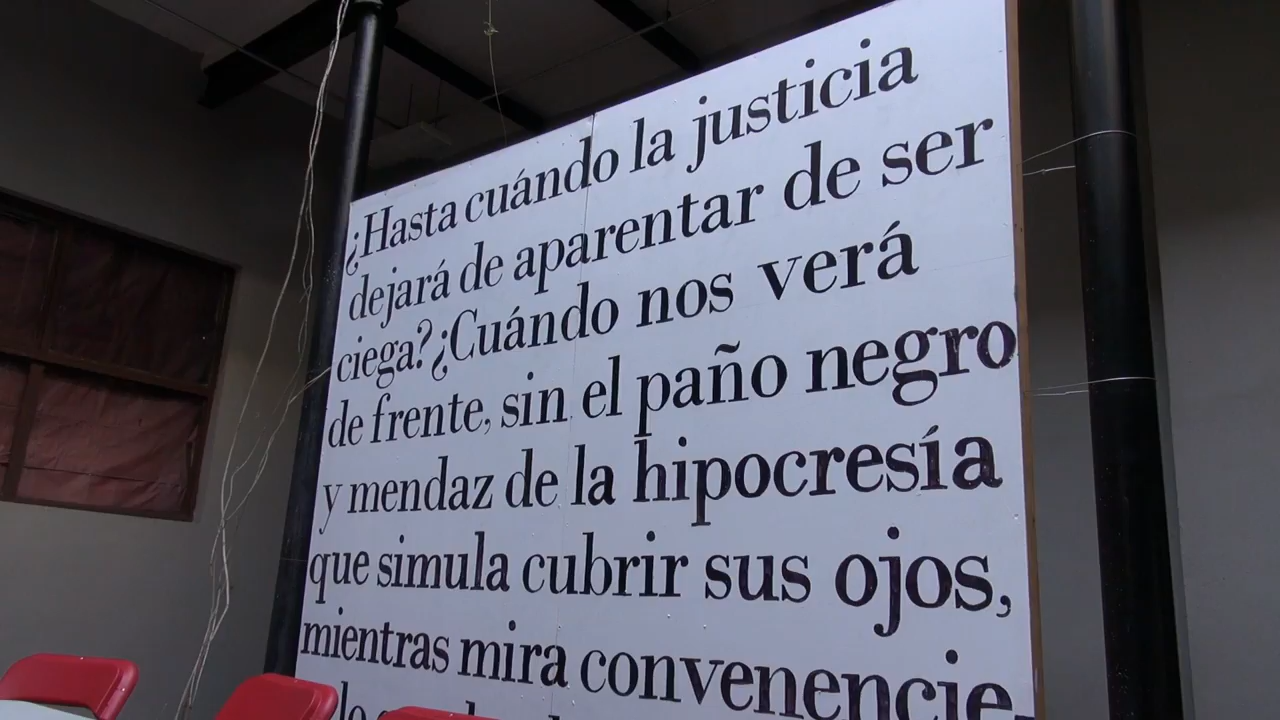 ¿Hasta cuándo la justicia
dejará de aparentar de ser
ciega?¿Cuándo nos verá
de frente, sin el paño negro
y mendaz de la hipocresía
que simula cubrir sus ojos,
mientras mira convenencie-